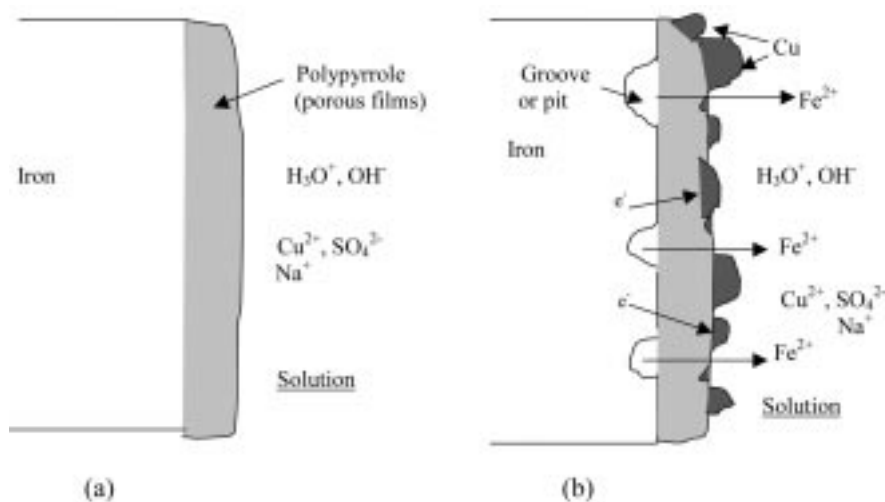 Polypyrrole
(porous films)
Iron
H₃O⁺, OH⁻
Cu²⁺, SO₄²⁻
Na⁺
Solution
(a)
Cu
Groove
or pit
Fe²⁺
Iron
H₃O⁺, OH⁻
e⁻
Fe²⁺
Cu²⁺, SO₄²⁻
Na⁺
e⁻
Fe²⁺
Solution
(b)